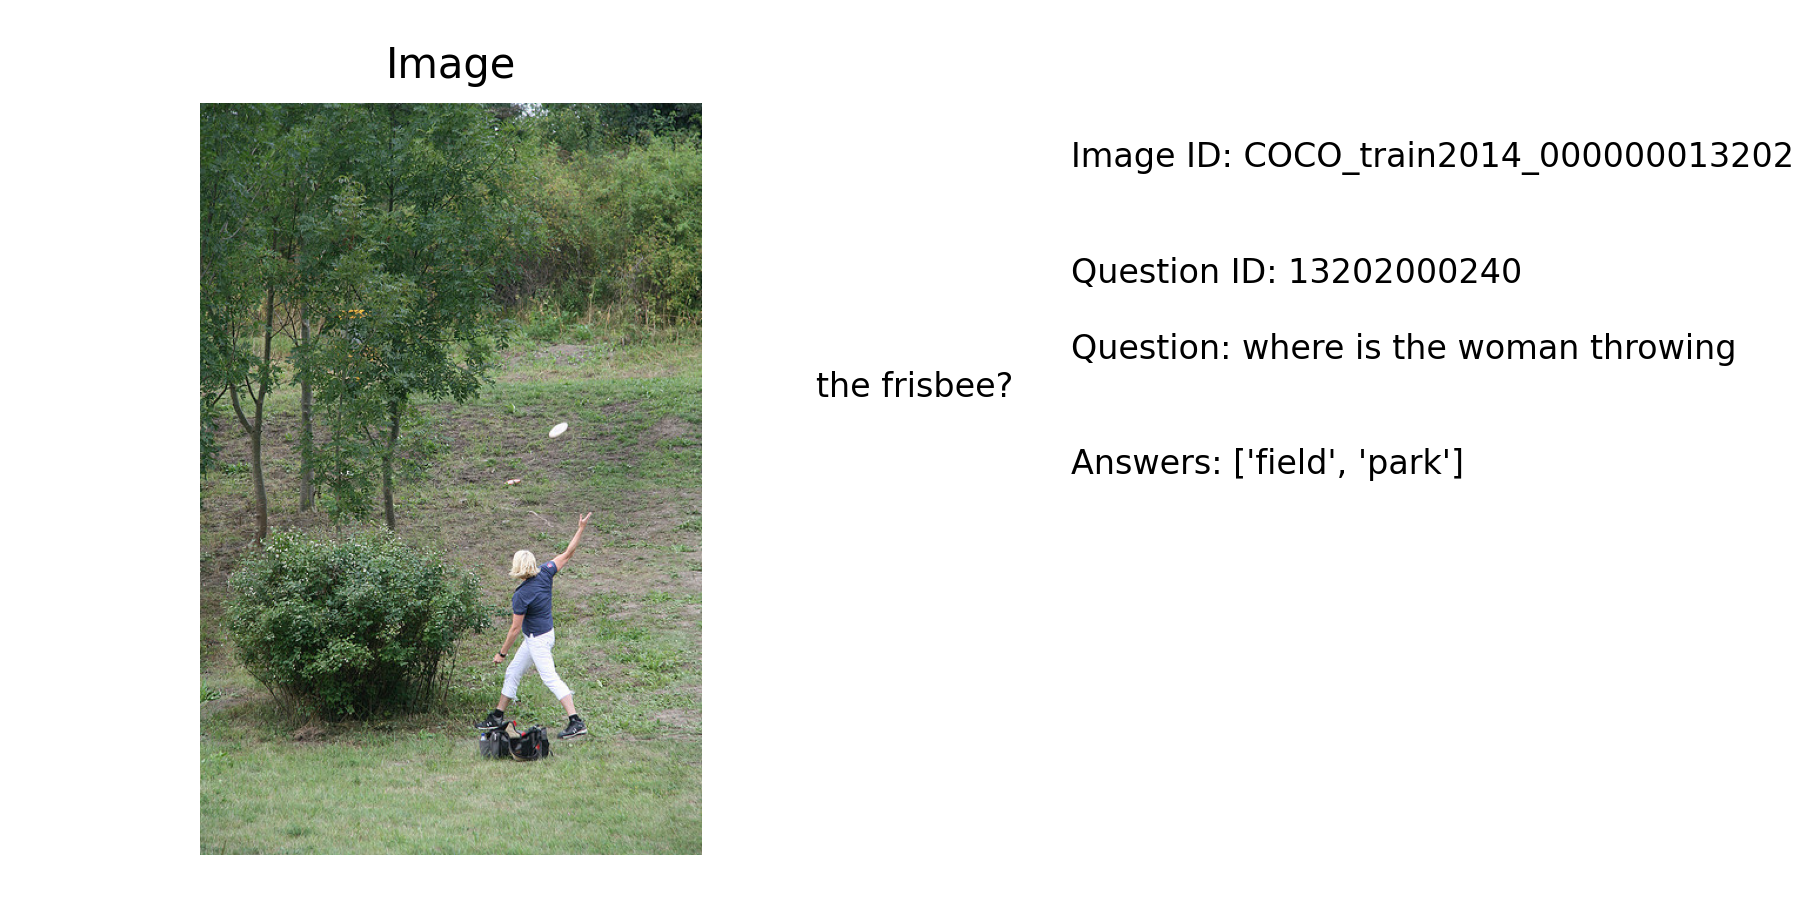 Image
Image ID: COCO_train2014_000000013202
Question ID: 13202000240
Question: where is the woman throwing
the frisbee?
Answers: ['field', 'park']